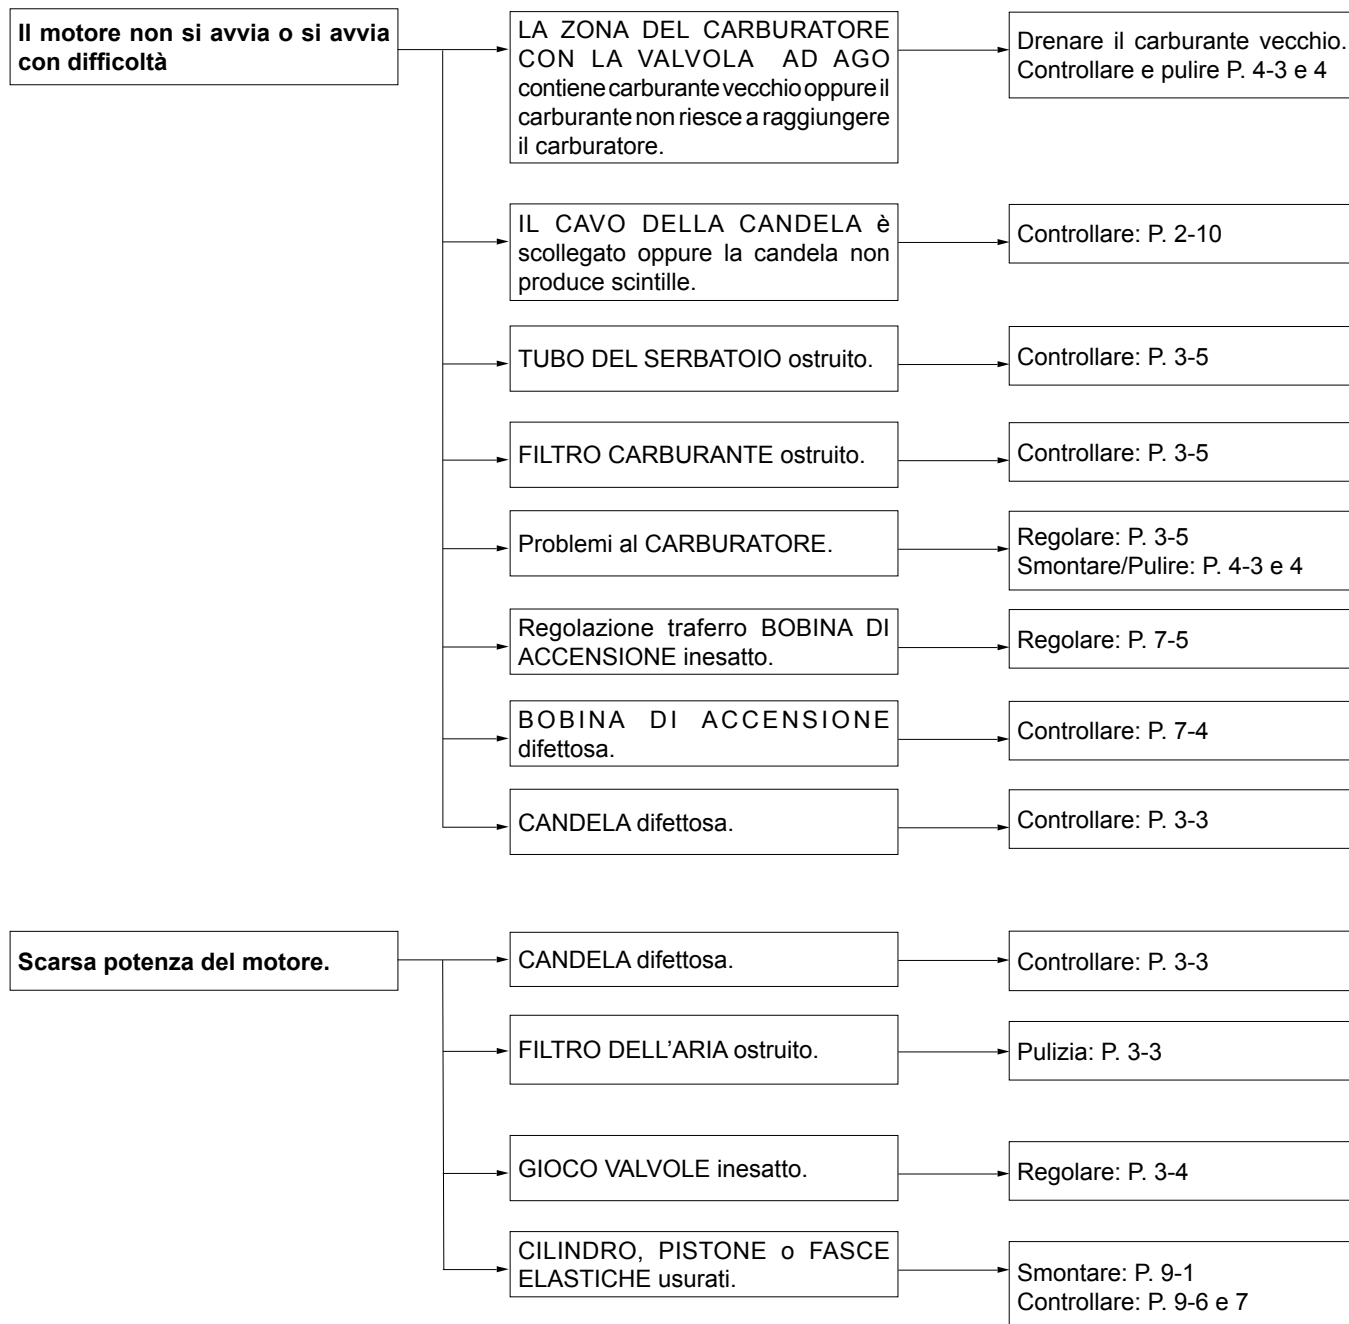 Il motore non si avvia o si avvia
con difficoltà
LA ZONA DEL CARBURATORE
CON LA VALVOLA AD AGO
contiene carburante vecchio oppure il
carburante non riesce a raggiungere
il carburatore.
Drenare il carburante vecchio.
Controllare e pulire P. 4-3 e 4
IL CAVO DELLA CANDELA è
scollegato oppure la candela non
produce scintille.
Controllare: P. 2-10
TUBO DEL SERBATOIO ostruito.
Controllare: P. 3-5
FILTRO CARBURANTE ostruito.
Controllare: P. 3-5
Problemi al CARBURATORE.
Regolare: P. 3-5
Smontare/Pulire: P. 4-3 e 4
Regolazione traferro BOBINA DI
ACCENSIONE inesatto.
Regolare: P. 7-5
BOBINA DI ACCENSIONE
difettosa.
Controllare: P. 7-4
CANDELA difettosa.
Controllare: P. 3-3
Scarsa potenza del motore.
CANDELA difettosa.
Controllare: P. 3-3
FILTRO DELL’ARIA ostruito.
Pulizia: P. 3-3
GIOCO VALVOLE inesatto.
Regolare: P. 3-4
CILINDRO, PISTONE o FASCE
ELASTICHE usurati.
Smontare: P. 9-1
Controllare: P. 9-6 e 7